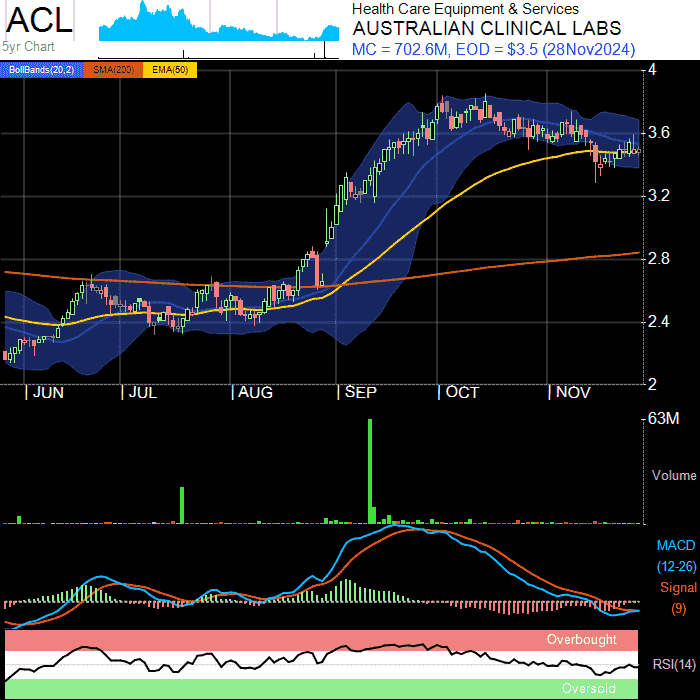 ACL
5yr Chart
Health Care Equipment & Services
AUSTRALIAN CLINICAL LABS
MC = 702.6M, EOD = $3.5 (28Nov2024)
BollBands(20,2) SMA(200) EMA(50)
4
3.6
3.2
2.8
2.4
2
JUN JUL AUG SEP OCT NOV
63M
Volume
MACD
(12-26)
Signal
(9)
Overbought
RSI(14)
Oversold